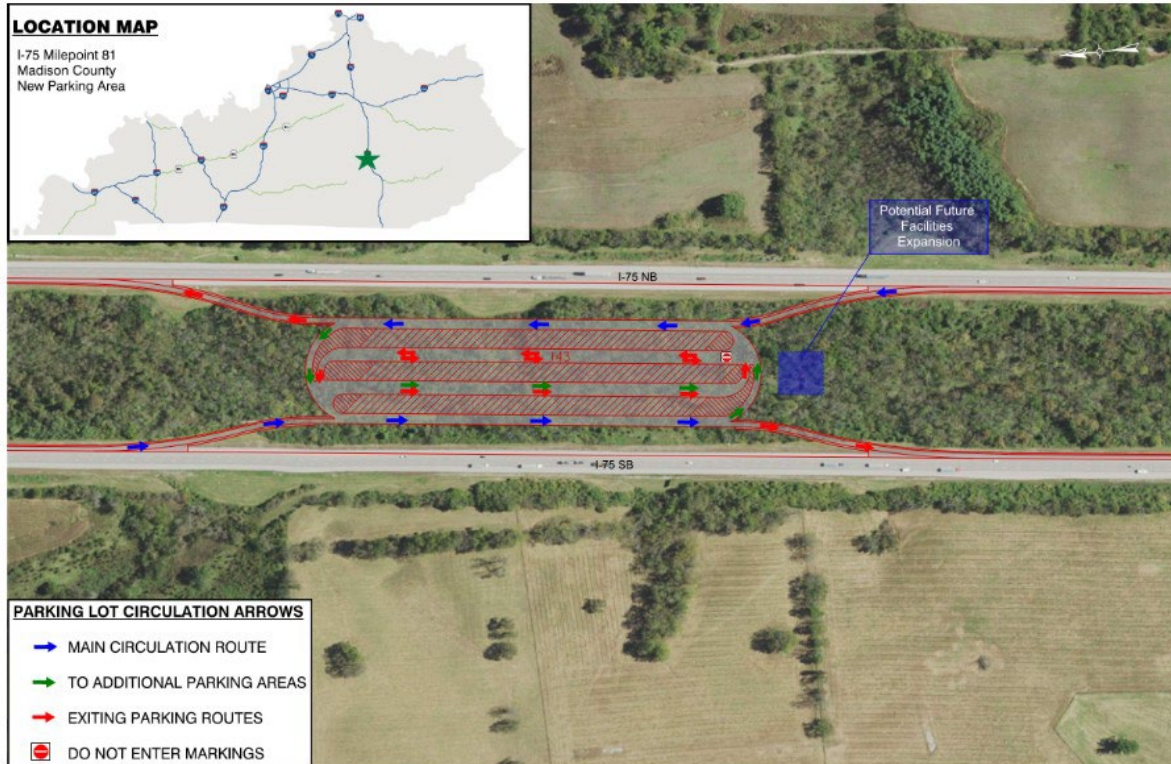 LOCATION MAP
I-75 Milepoint 81
Madison County
New Parking Area
Potential Future
Facilities
Expansion
I-75 NB
143
I-75 SB
PARKING LOT CIRCULATION ARROWS
MAIN CIRCULATION ROUTE
TO ADDITIONAL PARKING AREAS
EXITING PARKING ROUTES
DO NOT ENTER MARKINGS